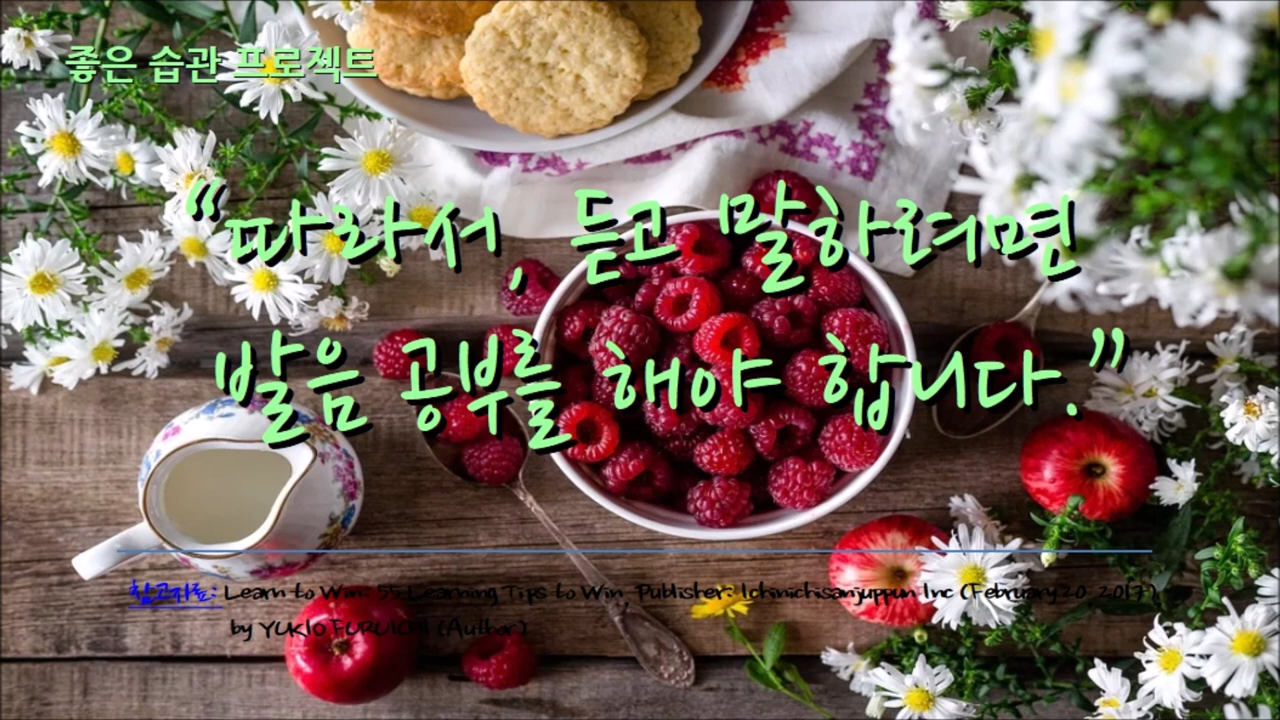 좋은 습관 프로젝트
“따라서, 듣고 말하려면
발음 공부를 해야 합니다.”
참고자료: Learn to Win: 55 Learning Tips to Win Publisher: Ichinichisanjuppun Inc (February20 2017)
by YUKIO FURUICHI (Author)